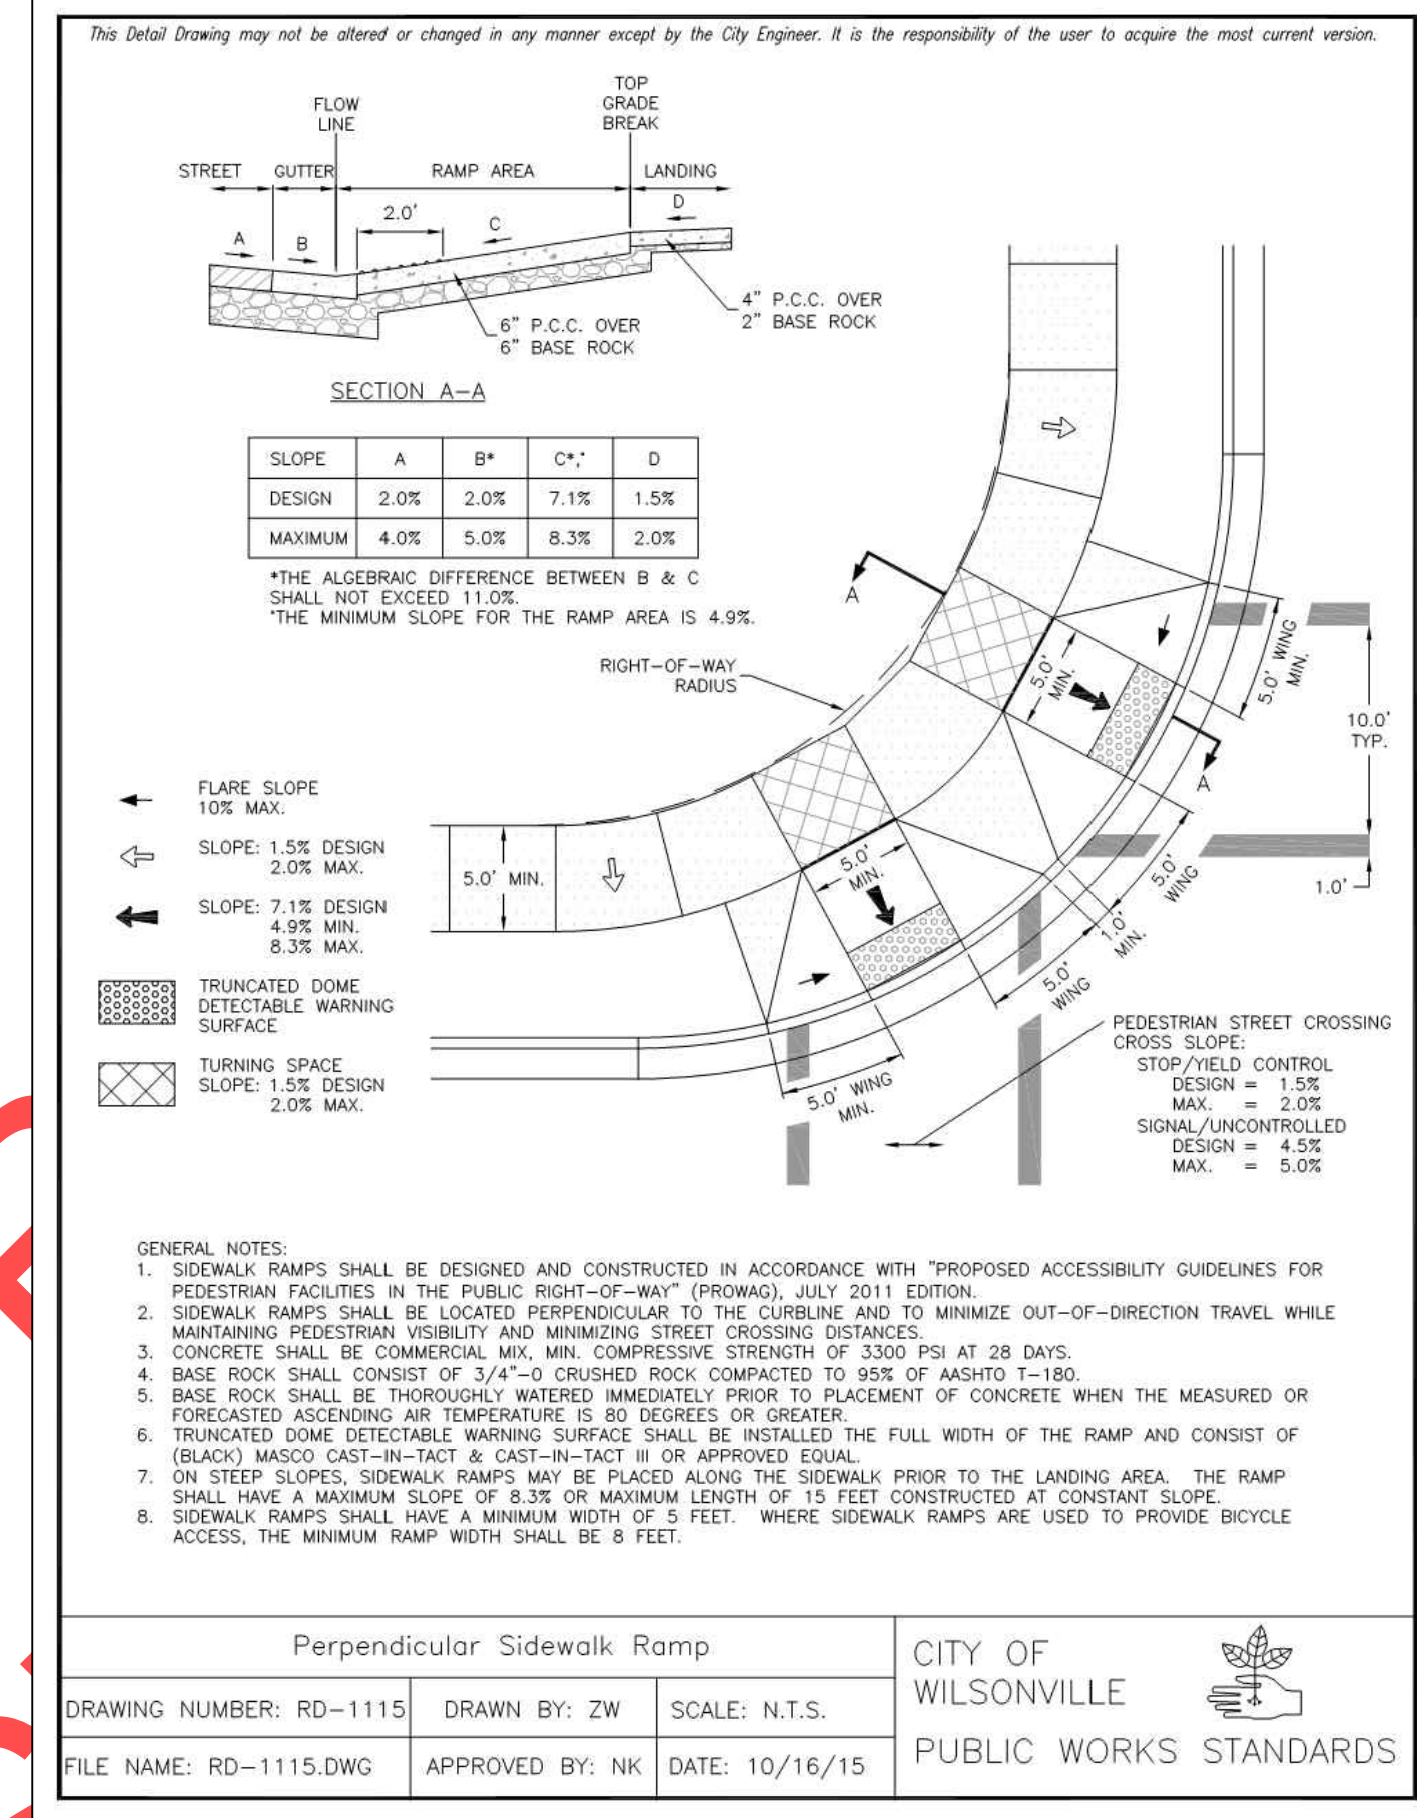 This Detail Drawing may not be altered or changed in any manner except by the City Engineer. It is the responsibility of the user to acquire the most current version.
TOP
GRADE
BREAK
FLOW
LINE
STREET
GUTTER
RAMP AREA
LANDING
2.0'
A
B
C
D
4" P.C.C. OVER
2" BASE ROCK
6" P.C.C. OVER
6" BASE ROCK
SECTION A-A
SLOPE A B* C*,• D
DESIGN 2.0% 2.0% 7.1% 1.5%
MAXIMUM 4.0% 5.0% 8.3% 2.0%
*THE ALGEBRAIC DIFFERENCE BETWEEN B & C
SHALL NOT EXCEED 11.0%.
•THE MINIMUM SLOPE FOR THE RAMP AREA IS 4.9%.
A
RIGHT-OF-WAY
RADIUS
5.0'
MIN.
5.0' WING
MIN.
10.0'
TYP.
A
1.0'
5.0'
WING
1.0'
MIN.
5.0'
WING
5.0'
MIN.
5.0' MIN.
5.0' WING
MIN.
FLARE SLOPE
10% MAX.
SLOPE: 1.5% DESIGN
2.0% MAX.
SLOPE: 7.1% DESIGN
4.9% MIN.
8.3% MAX.
TRUNCATED DOME
DETECTABLE WARNING
SURFACE
TURNING SPACE
SLOPE: 1.5% DESIGN
2.0% MAX.
PEDESTRIAN STREET CROSSING
CROSS SLOPE:
STOP/YIELD CONTROL
DESIGN = 1.5%
MAX. = 2.0%
SIGNAL/UNCONTROLLED
DESIGN = 4.5%
MAX. = 5.0%
GENERAL NOTES:
1. SIDEWALK RAMPS SHALL BE DESIGNED AND CONSTRUCTED IN ACCORDANCE WITH "PROPOSED ACCESSIBILITY GUIDELINES FOR
PEDESTRIAN FACILITIES IN THE PUBLIC RIGHT-OF-WAY" (PROWAG), JULY 2011 EDITION.
2. SIDEWALK RAMPS SHALL BE LOCATED PERPENDICULAR TO THE CURBLINE AND TO MINIMIZE OUT-OF-DIRECTION TRAVEL WHILE
MAINTAINING PEDESTRIAN VISIBILITY AND MINIMIZING STREET CROSSING DISTANCES.
3. CONCRETE SHALL BE COMMERCIAL MIX, MIN. COMPRESSIVE STRENGTH OF 3300 PSI AT 28 DAYS.
4. BASE ROCK SHALL CONSIST OF 3/4"-0 CRUSHED ROCK COMPACTED TO 95% OF AASHTO T-180.
5. BASE ROCK SHALL BE THOROUGHLY WATERED IMMEDIATELY PRIOR TO PLACEMENT OF CONCRETE WHEN THE MEASURED OR
FORECASTED ASCENDING AIR TEMPERATURE IS 80 DEGREES OR GREATER.
6. TRUNCATED DOME DETECTABLE WARNING SURFACE SHALL BE INSTALLED THE FULL WIDTH OF THE RAMP AND CONSIST OF
(BLACK) MASCO CAST-IN-TACT & CAST-IN-TACT III OR APPROVED EQUAL.
7. ON STEEP SLOPES, SIDEWALK RAMPS MAY BE PLACED ALONG THE SIDEWALK PRIOR TO THE LANDING AREA. THE RAMP
SHALL HAVE A MAXIMUM SLOPE OF 8.3% OR MAXIMUM LENGTH OF 15 FEET CONSTRUCTED AT CONSTANT SLOPE.
8. SIDEWALK RAMPS SHALL HAVE A MINIMUM WIDTH OF 5 FEET. WHERE SIDEWALK RAMPS ARE USED TO PROVIDE BICYCLE
ACCESS, THE MINIMUM RAMP WIDTH SHALL BE 8 FEET.
Perpendicular Sidewalk Ramp
DRAWING NUMBER: RD-1115
DRAWN BY: ZW
SCALE: N.T.S.
FILE NAME: RD-1115.DWG
APPROVED BY: NK
DATE: 10/16/15
CITY OF
WILSONVILLE
PUBLIC WORKS STANDARDS